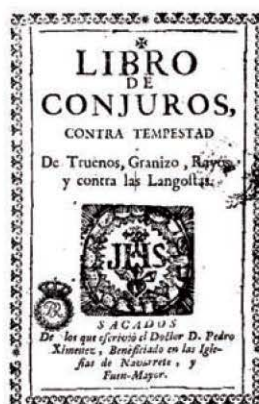 LIBRO
DE
CONJUROS,
CONTRA TEMPESTAD
De Truenos, Granizo, Rayos,
y contra las Langostas.
JHS
SACADOS
De los que escrivió el Doctor D. Pedro
Ximenez, Beneficiado en las Igle-
sias de Navarrete, y
Fuen-Mayor.